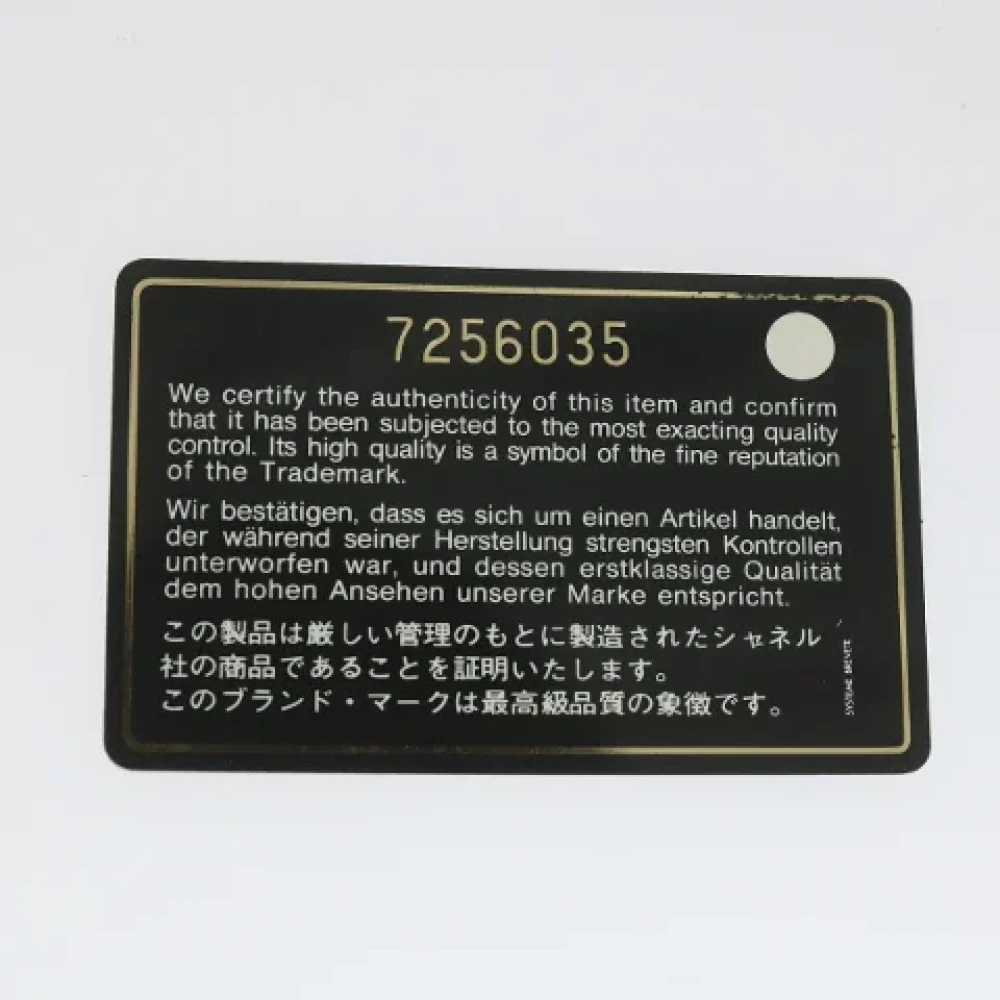 7256035
We certify the authenticity of this item and confirm
that it has been subjected to the most exacting quality
control. Its high quality is a symbol of the fine reputation
of the Trademark.
Wir bestätigen, dass es sich um einen Artikel handelt,
der während seiner Herstellung strengsten Kontrollen
unterworfen war, und dessen erstklassige Qualität
dem hohen Ansehen unserer Marke entspricht.
この製品は厳しい管理のもとに製造されたシャネル
社の商品であることを証明いたします。
このブランド・マークは最高級品質の象徴です。
SYSTEME BREVETE